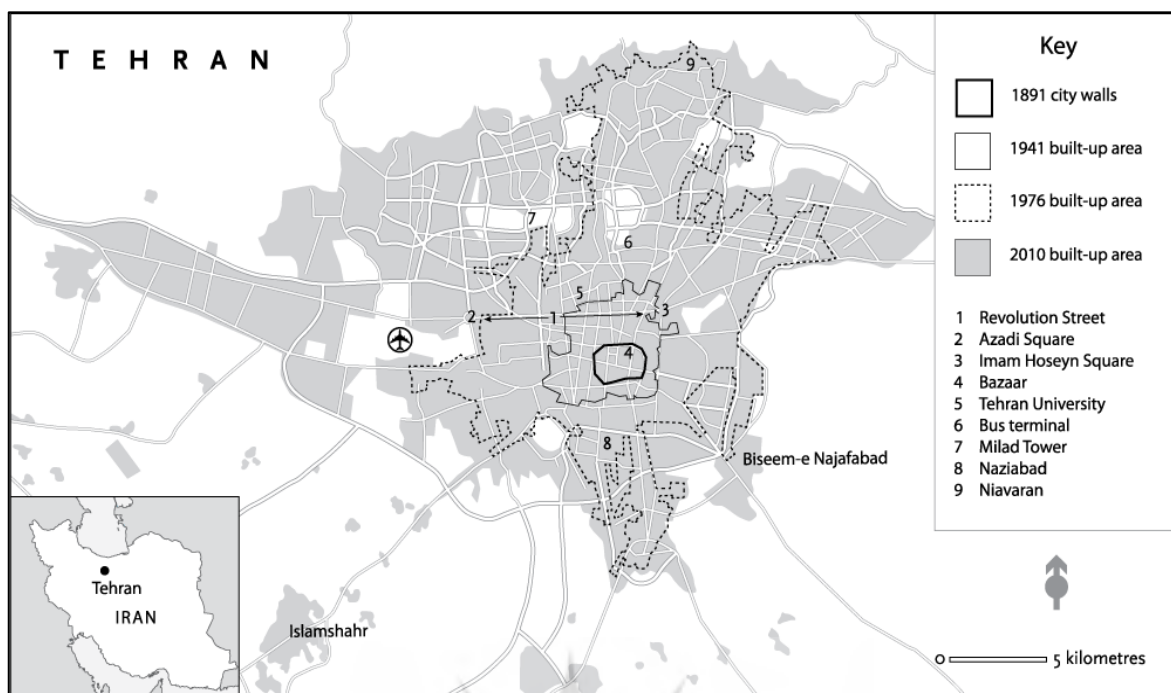 TEHRAN
9
7
6
5
2
1
3
4
8
Biseem-e Najafabad
Islamshahr
Tehran
IRAN
Key
1891 city walls
1941 built-up area
1976 built-up area
2010 built-up area
1 Revolution Street
2 Azadi Square
3 Imam Hoseyn Square
4 Bazaar
5 Tehran University
6 Bus terminal
7 Milad Tower
8 Naziabad
9 Niavaran
0 5 kilometres